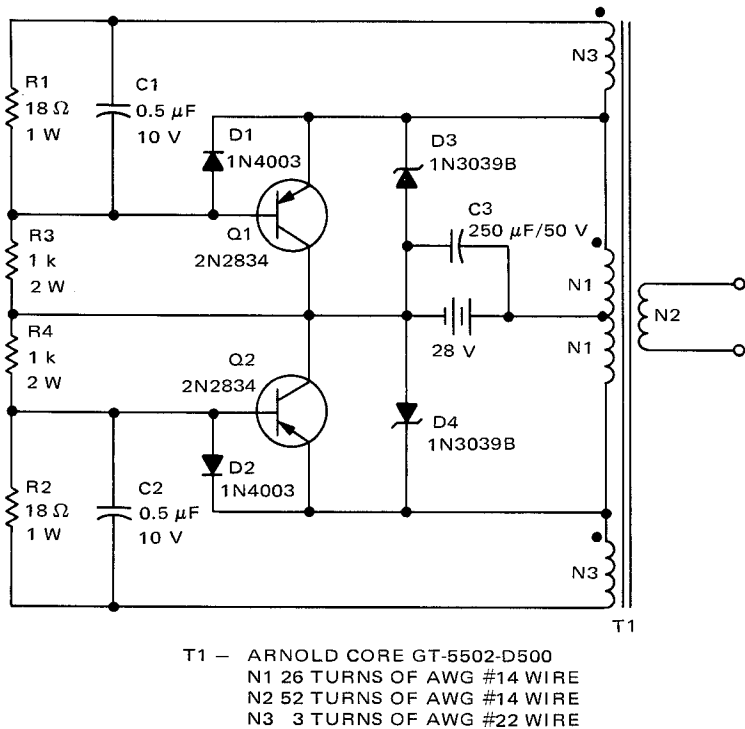 N3
R1
18 Ω
1 W
C1
0.5 μF
10 V
D1
1N4003
D3
1N3039B
C3
250 μF/50 V
R3
1 k
2 W
Q1
2N2834
N1
N2
R4
1 k
2 W
28 V
N1
Q2
2N2834
D4
1N3039B
D2
1N4003
R2
18 Ω
1 W
C2
0.5 μF
10 V
N3
T1
T1 – ARNOLD CORE GT-5502-D500
N1 26 TURNS OF AWG #14 WIRE
N2 52 TURNS OF AWG #14 WIRE
N3 3 TURNS OF AWG #22 WIRE